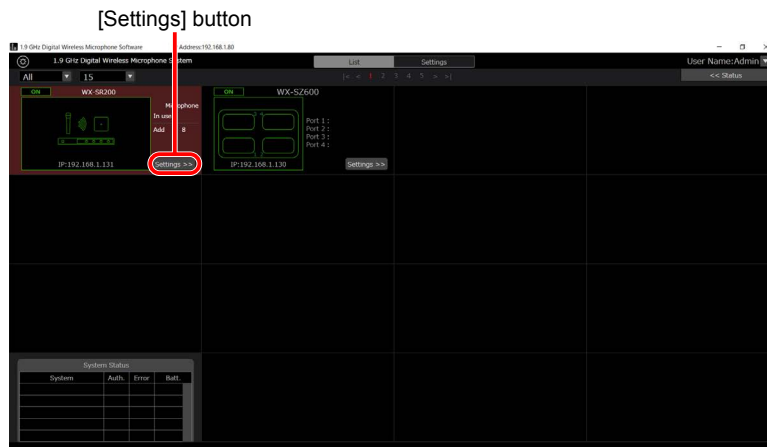 [Settings] button
1.9 GHz Digital Wireless Microphone Software
Address:192.168.1.80
1.9 GHz Digital Wireless Microphone System
List
Settings
User Name:Admin
All
15
|< < 1 2 3 4 5 > >|
<< Status
ON
WX-SR200
Microphone
In use
Add 8
IP:192.168.1.131
Settings >>
ON
WX-SZ600
Port 1 :
Port 2 :
Port 3 :
Port 4 :
IP:192.168.1.130
Settings >>
System Status
System Auth. Error Batt.